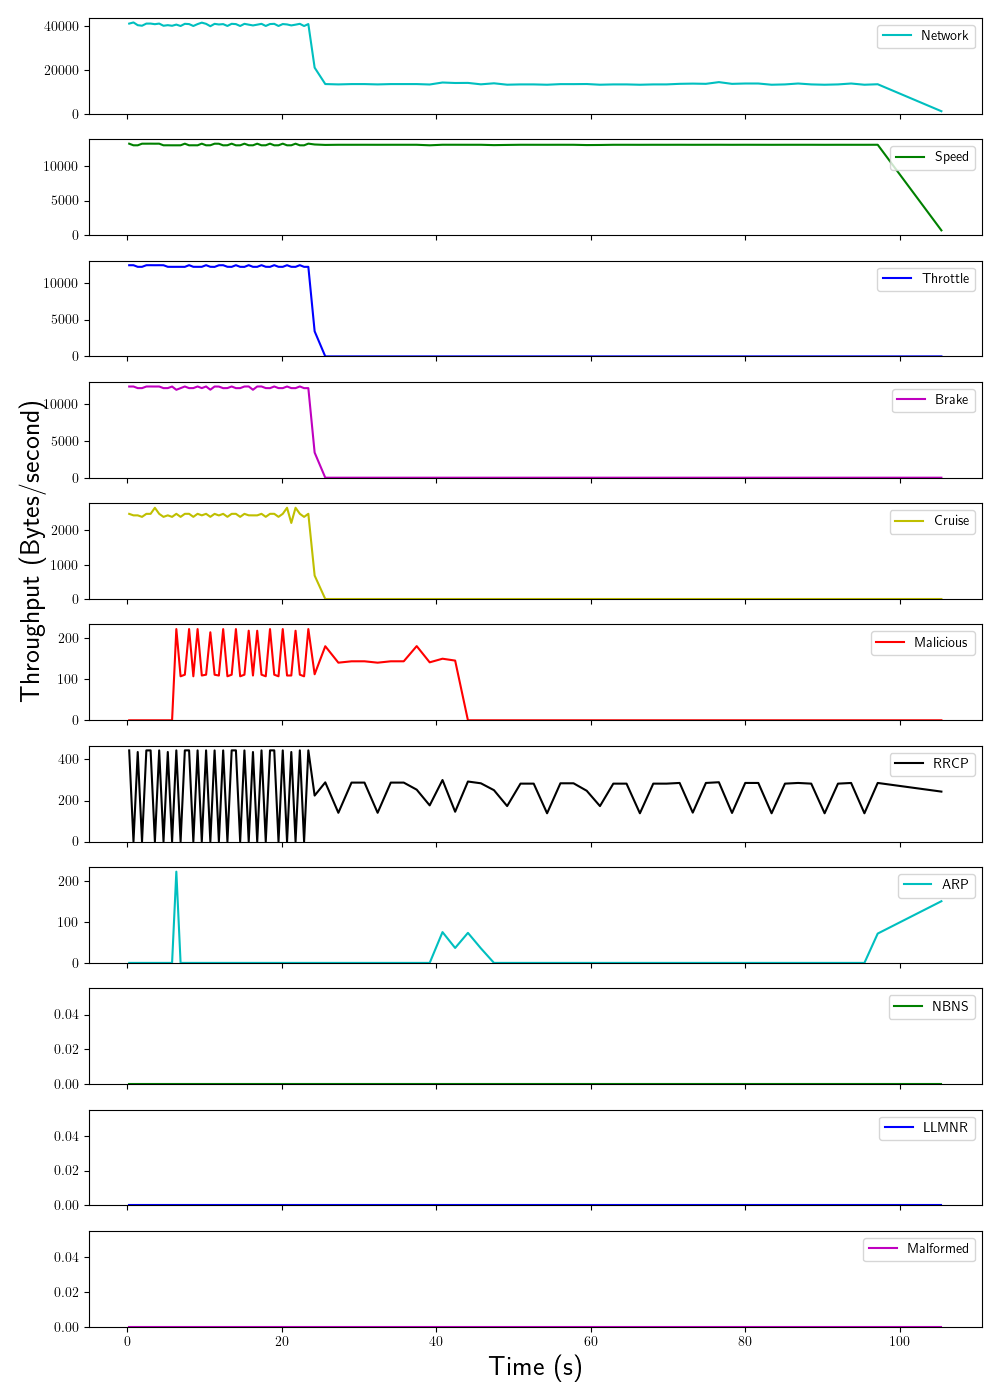 Throughput (Bytes/second)
40000
20000
0
Network
10000
5000
0
Speed
10000
5000
0
Throttle
10000
5000
0
Brake
2000
1000
0
Cruise
200
100
0
Malicious
400
200
0
RRCP
200
100
0
ARP
0.04
0.02
0.00
NBNS
0.04
0.02
0.00
LLMNR
0.04
0.02
0.00
Malformed
0 20 40 60 80 100
Time (s)